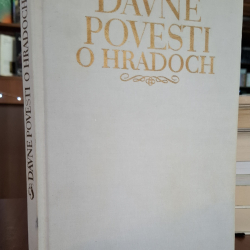 DÁVNE
POVESTI
O HRADOCH
DÁVNE POVESTI O HRADOCH